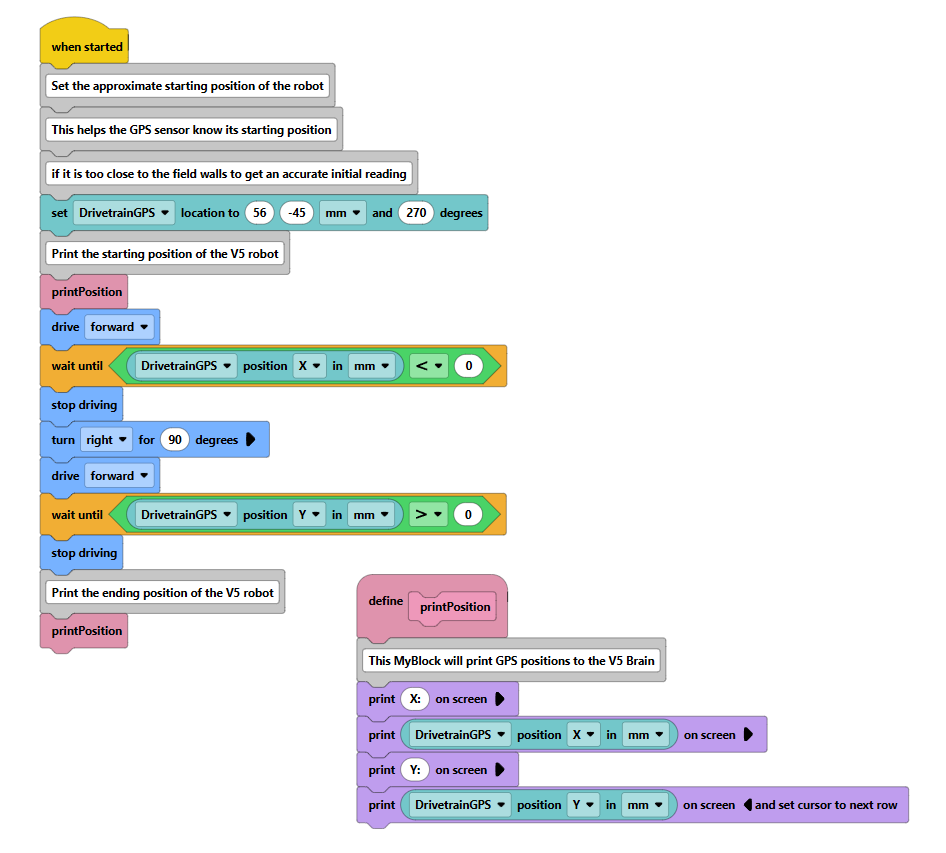 when started
Set the approximate starting position of the robot
This helps the GPS sensor know its starting position
if it is too close to the field walls to get an accurate initial reading
set DrivetrainGPS location to 56 -45 mm and 270 degrees
Print the starting position of the V5 robot
printPosition
drive forward
wait until DrivetrainGPS position X in mm < 0
stop driving
turn right for 90 degrees
drive forward
wait until DrivetrainGPS position Y in mm > 0
stop driving
Print the ending position of the V5 robot
printPosition
define printPosition
This MyBlock will print GPS positions to the V5 Brain
print X: on screen
print DrivetrainGPS position X in mm on screen
print Y: on screen
print DrivetrainGPS position Y in mm on screen and set cursor to next row